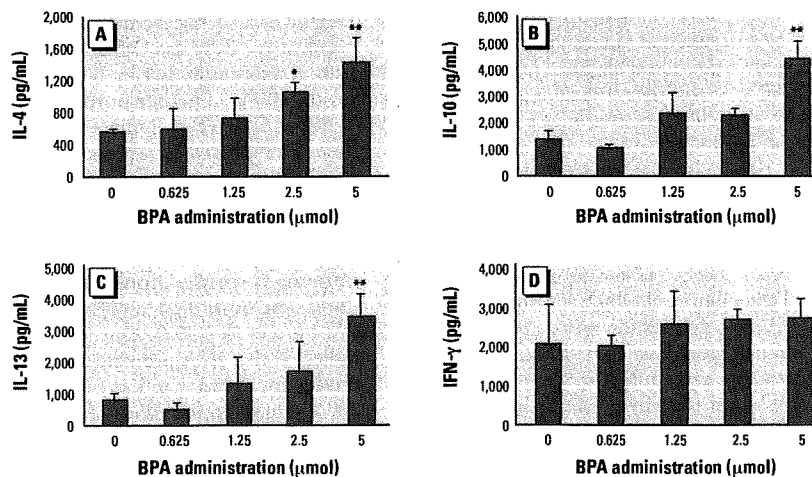 A
IL-4 (pg/mL)
2,000
1,600
1,200
800
400
0
*
**
0 0.625 1.25 2.5 5
BPA administration (μmol)
B
IL-10 (pg/mL)
6,000
5,000
4,000
3,000
2,000
1,000
0
**
0 0.625 1.25 2.5 5
BPA administration (μmol)
C
IL-13 (pg/mL)
5,000
4,000
3,000
2,000
1,000
0
**
0 0.625 1.25 2.5 5
BPA administration (μmol)
D
IFN-γ (pg/mL)
4,000
3,000
2,000
1,000
0
0 0.625 1.25 2.5 5
BPA administration (μmol)